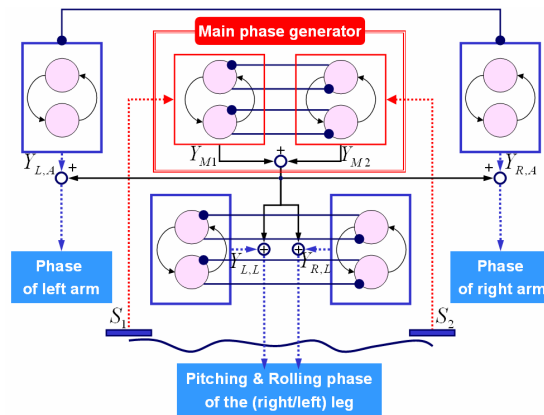 Main phase generator
Y_{M1}
+
Y_{M2}
Y_{L,A}
+
+
Y_{R,A}
Y_{L,L}
+
+
Y_{R,L}
Phase
of left arm
Phase
of right arm
S_1
S_2
Pitching & Rolling phase
of the (right/left) leg